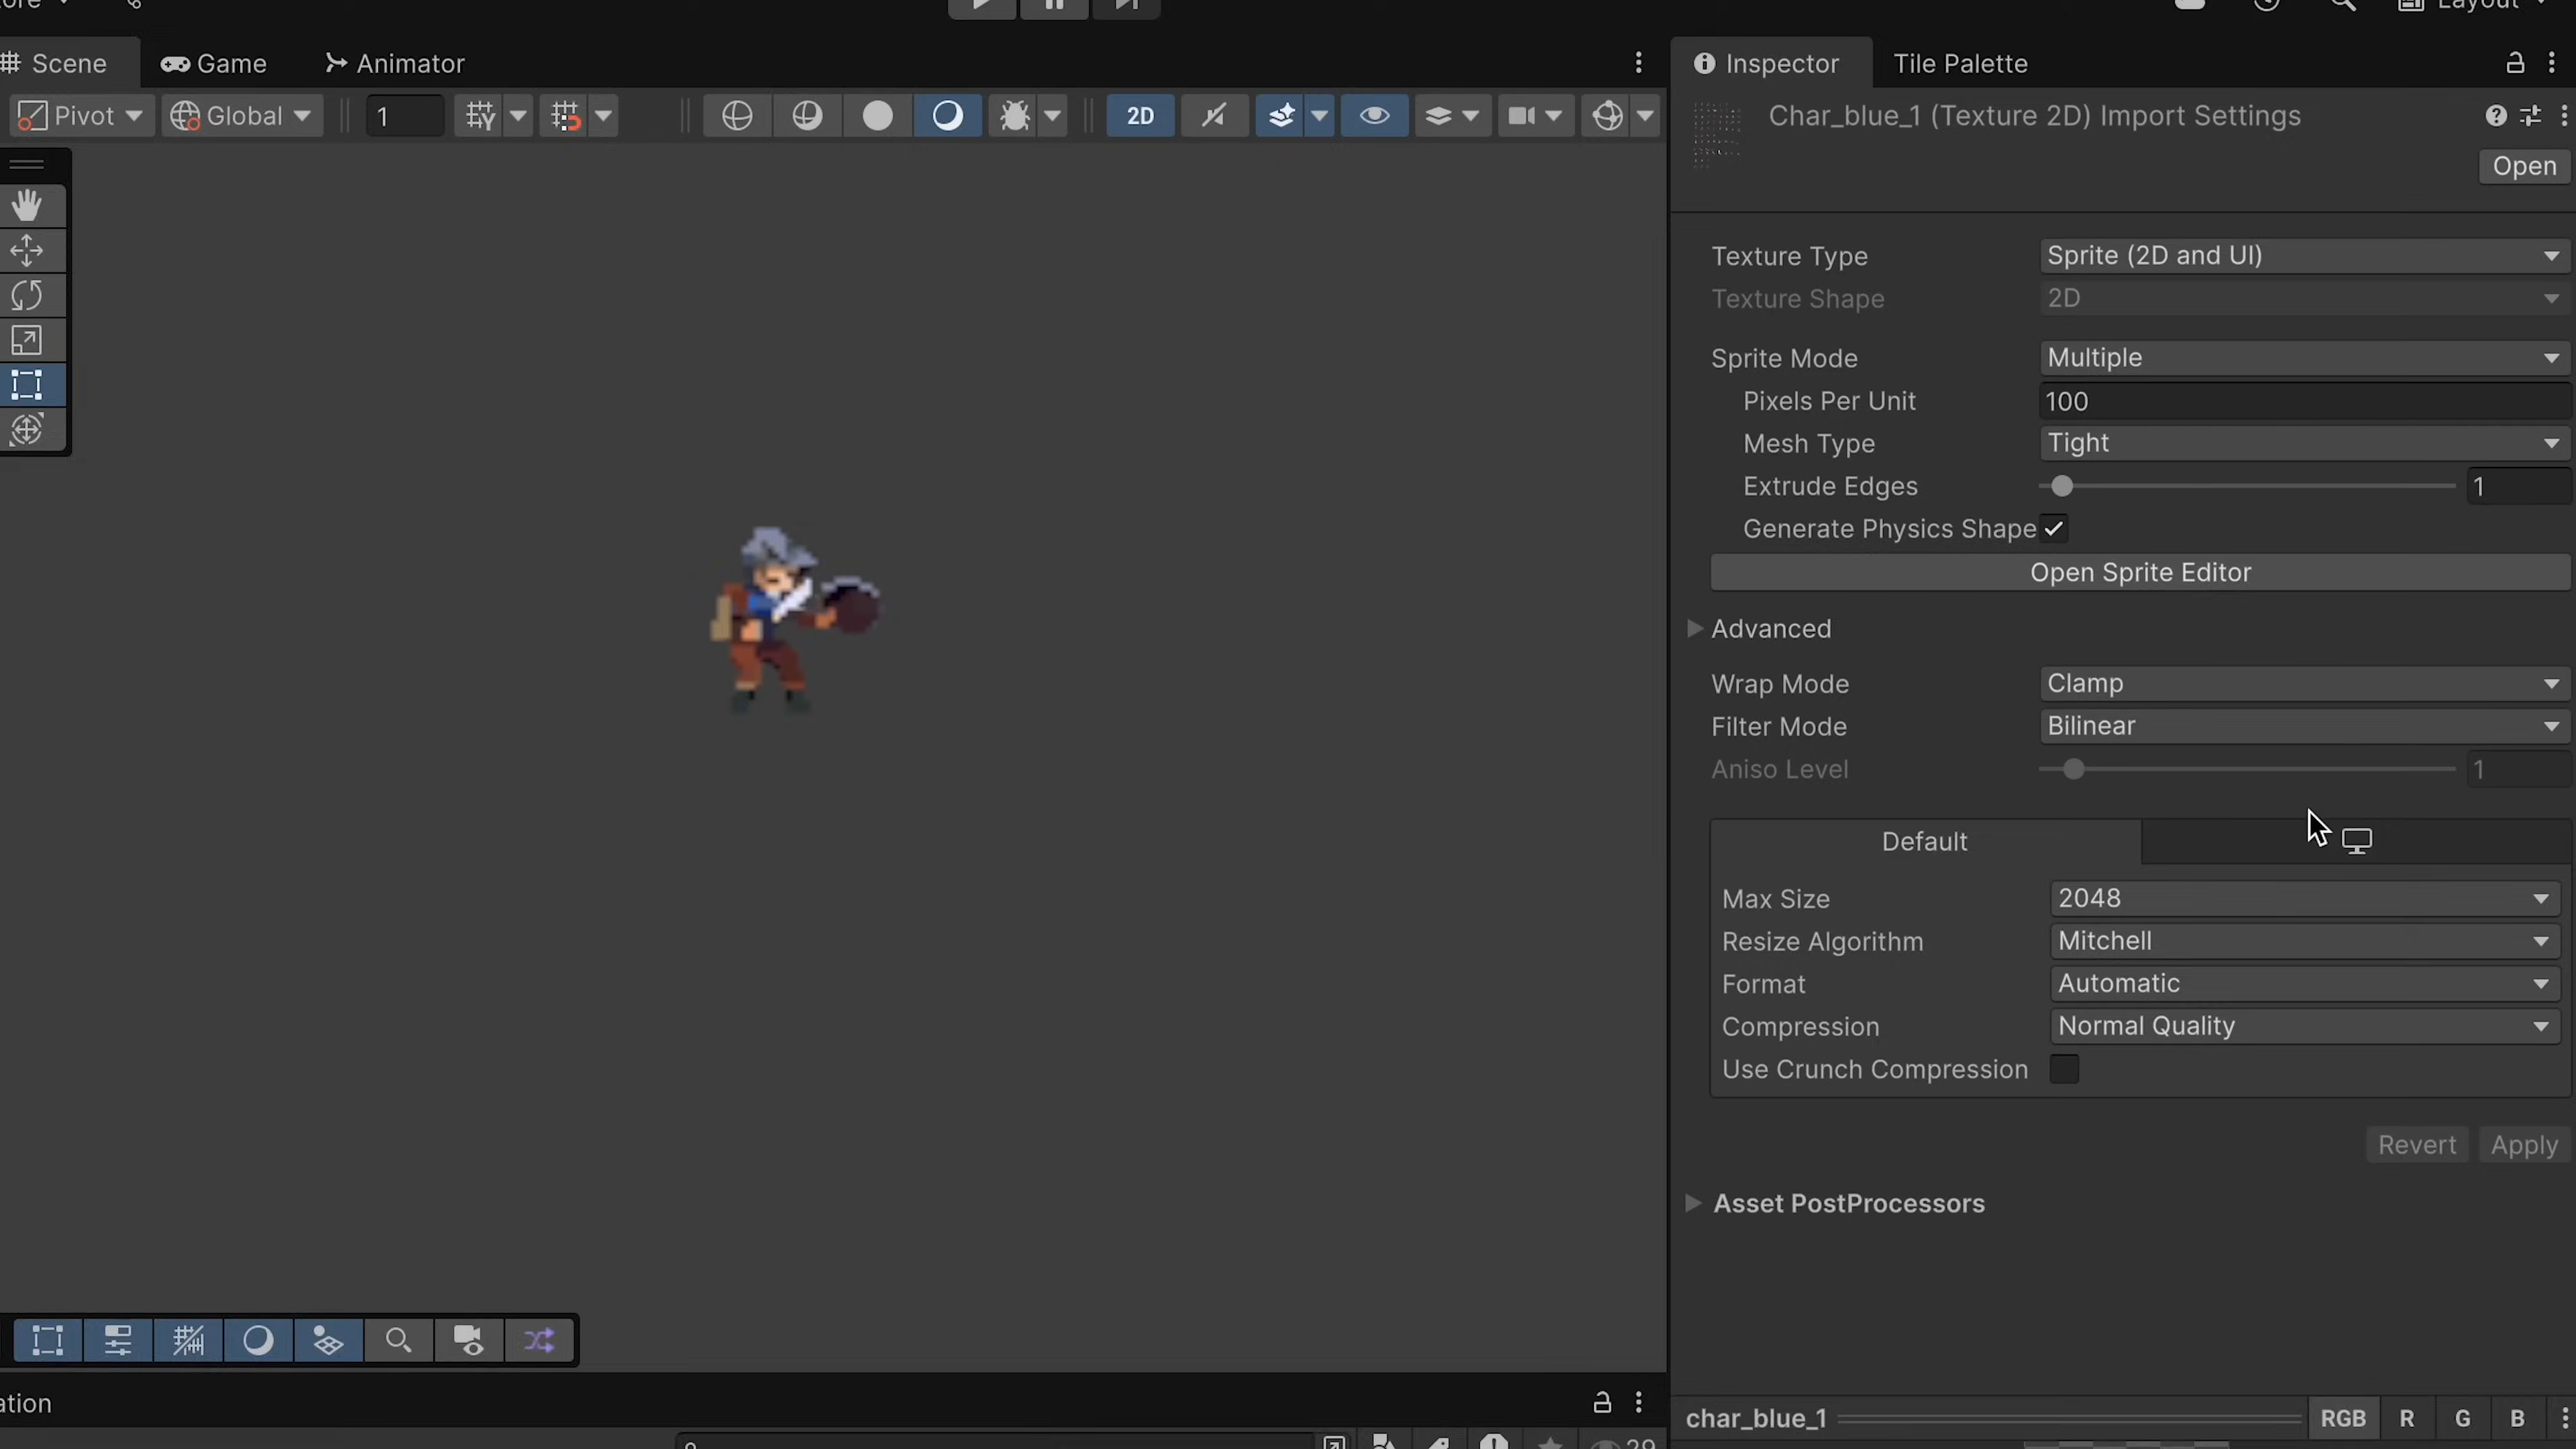 Layout
Scene
Game
Animator
Inspector
Tile Palette
Pivot
Global
1
2D
Char_blue_1 (Texture 2D) Import Settings
Open
Texture Type
Sprite (2D and UI)
Texture Shape
2D
Sprite Mode
Multiple
Pixels Per Unit
100
Mesh Type
Tight
Extrude Edges
1
Generate Physics Shape
Open Sprite Editor
Advanced
Wrap Mode
Clamp
Filter Mode
Bilinear
Aniso Level
1
Default
Max Size
2048
Resize Algorithm
Mitchell
Format
Automatic
Compression
Normal Quality
Use Crunch Compression
Revert
Apply
Asset PostProcessors
ation
char_blue_1
RGB
R
G
B
29